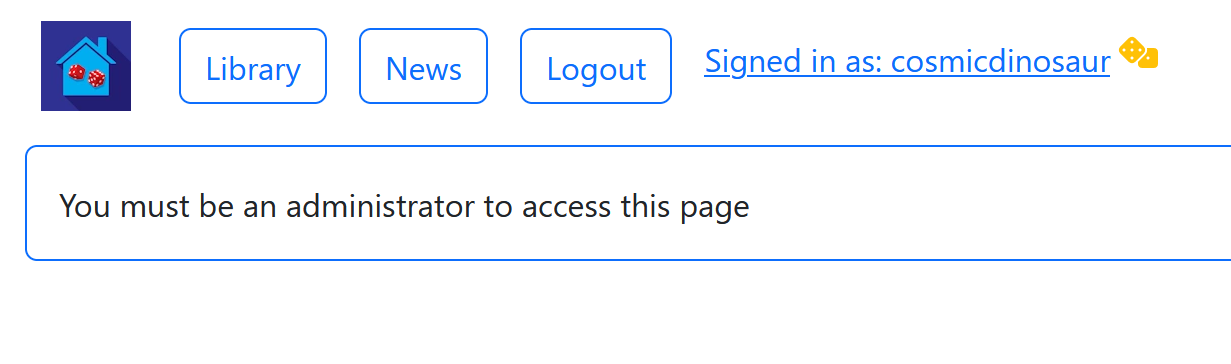 Library News Logout Signed in as: cosmicdinosaur
You must be an administrator to access this page